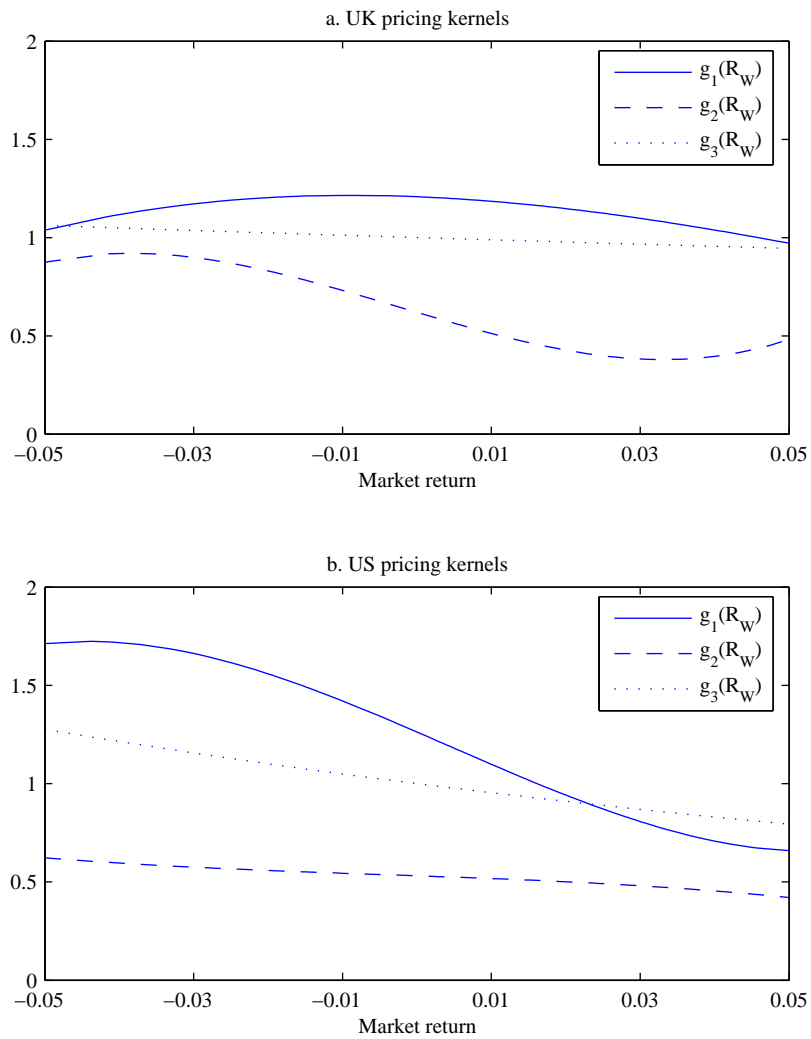 a. UK pricing kernels
2
1.5
1
0.5
0
g1(RW)
g2(RW)
g3(RW)
−0.05
−0.03
−0.01
0.01
0.03
0.05
Market return
b. US pricing kernels
2
1.5
1
0.5
0
g1(RW)
g2(RW)
g3(RW)
−0.05
−0.03
−0.01
0.01
0.03
0.05
Market return